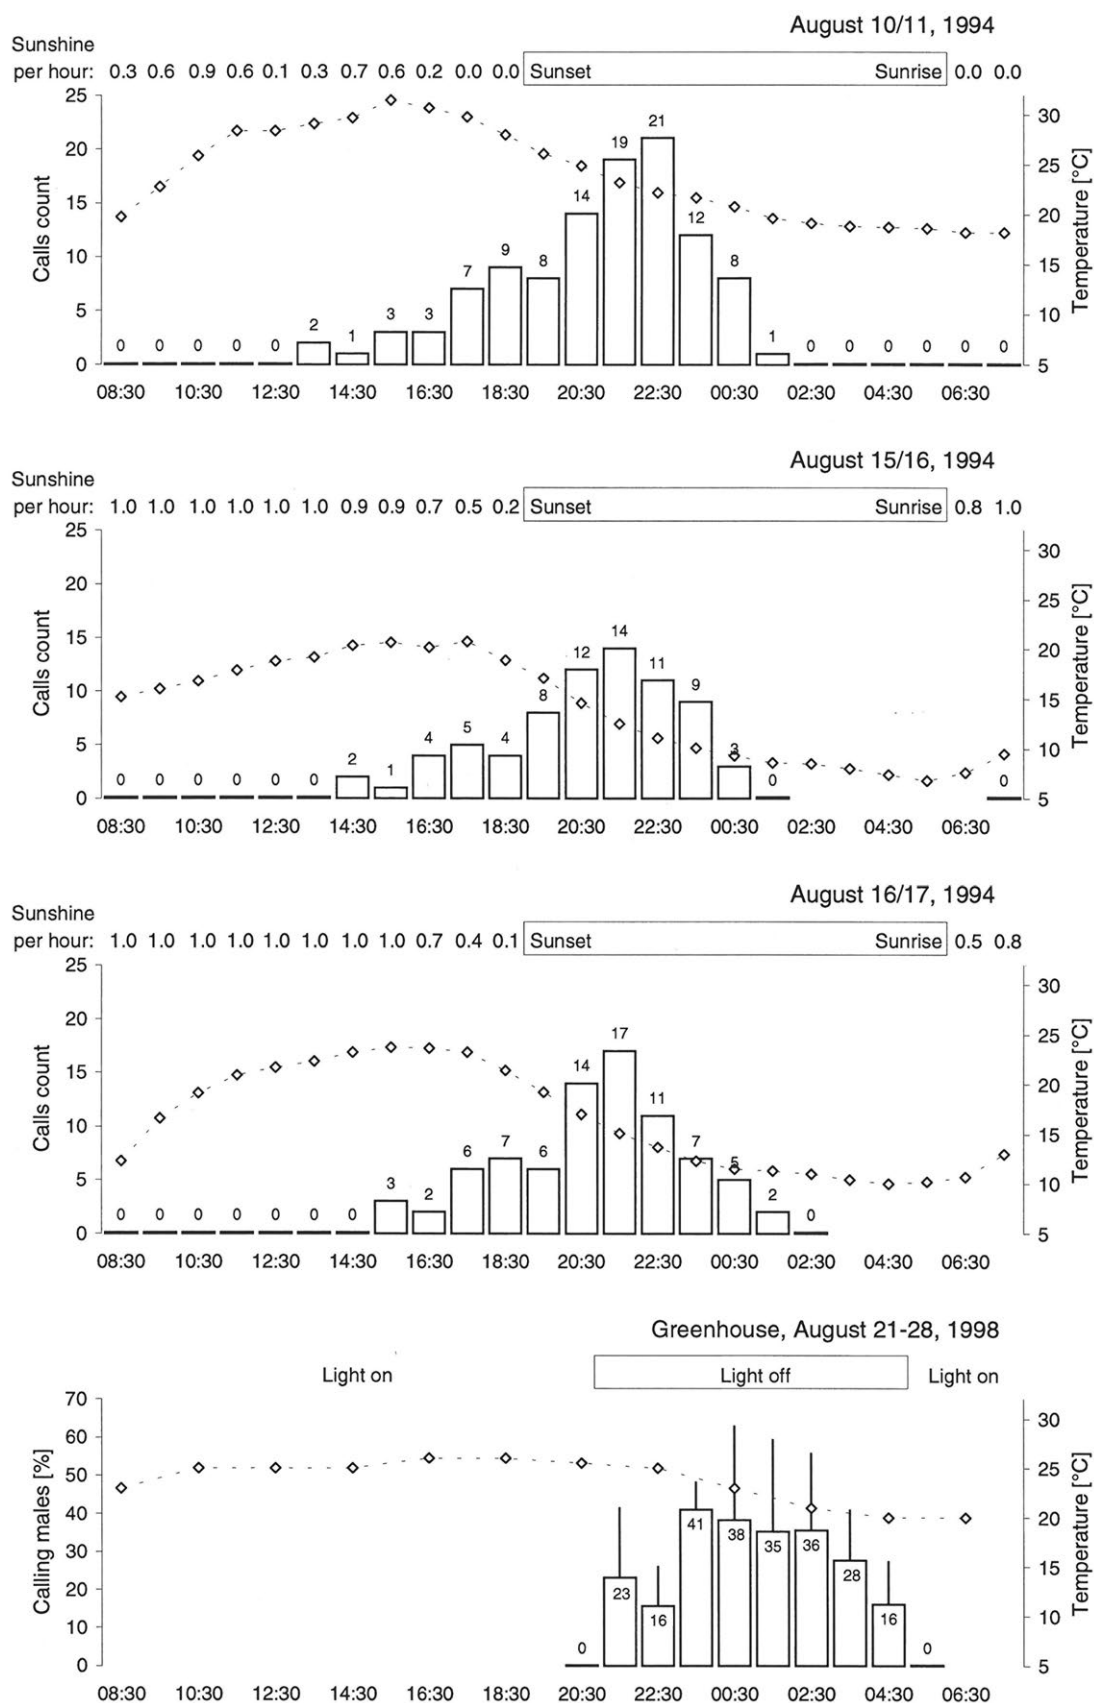 August 10/11, 1994
Sunshine
per hour: 0.3 0.6 0.9 0.6 0.1 0.3 0.7 0.6 0.2 0.0 0.0 Sunset Sunrise 0.0 0.0
25
20
15
10
5
0
Calls count
0 0 0 0 0 2 1 3 3 7 9 8 14 19 21 12 8 1 0 0 0 0 0 0
30
25
20
15
10
5
Temperature [°C]
08:30 10:30 12:30 14:30 16:30 18:30 20:30 22:30 00:30 02:30 04:30 06:30
August 15/16, 1994
Sunshine
per hour: 1.0 1.0 1.0 1.0 1.0 1.0 0.9 0.9 0.7 0.5 0.2 Sunset Sunrise 0.8 1.0
25
20
15
10
5
0
Calls count
0 0 0 0 0 0 2 1 4 5 4 8 12 14 11 9 3 0 0
30
25
20
15
10
5
Temperature [°C]
08:30 10:30 12:30 14:30 16:30 18:30 20:30 22:30 00:30 02:30 04:30 06:30
August 16/17, 1994
Sunshine
per hour: 1.0 1.0 1.0 1.0 1.0 1.0 1.0 1.0 0.7 0.4 0.1 Sunset Sunrise 0.5 0.8
25
20
15
10
5
0
Calls count
0 0 0 0 0 0 0 3 2 6 7 6 14 17 11 7 5 2 0
30
25
20
15
10
5
Temperature [°C]
08:30 10:30 12:30 14:30 16:30 18:30 20:30 22:30 00:30 02:30 04:30 06:30
Greenhouse, August 21-28, 1998
Light on Light off Light on
70
60
50
40
30
20
10
0
Calling males [%]
0 23 16 41 38 35 36 28 16 0
30
25
20
15
10
5
Temperature [°C]
08:30 10:30 12:30 14:30 16:30 18:30 20:30 22:30 00:30 02:30 04:30 06:30